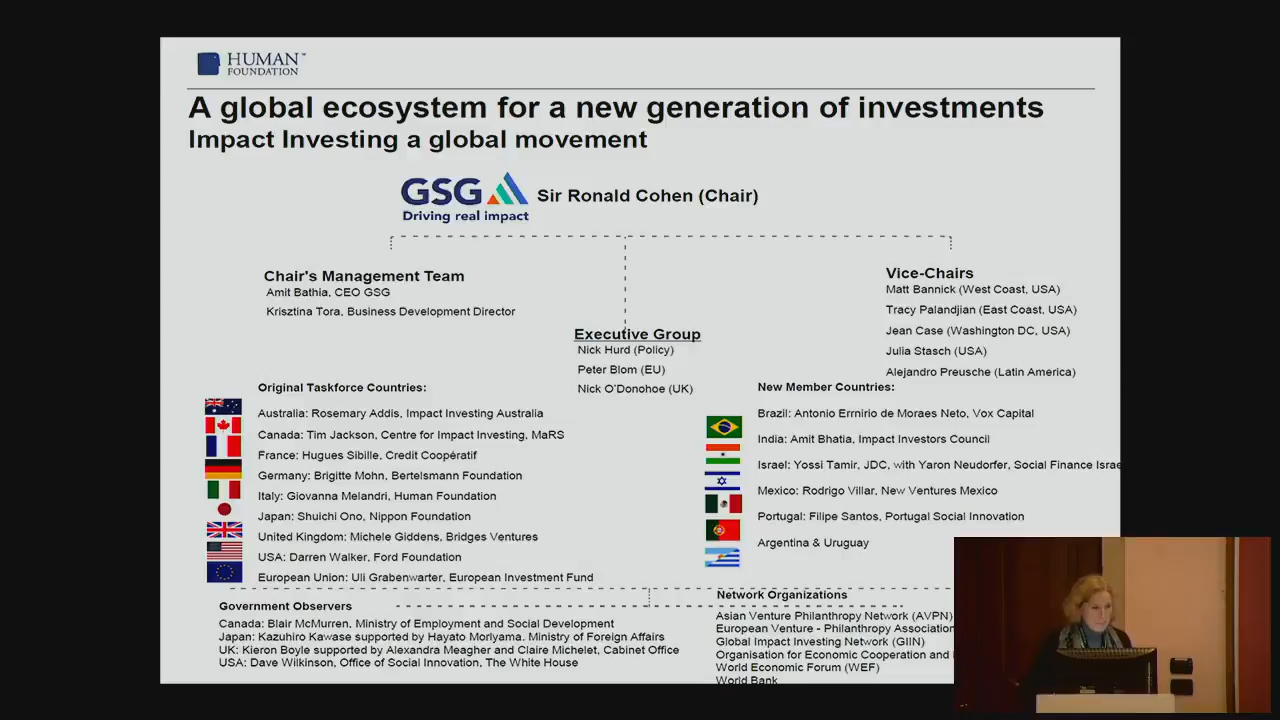 HUMAN
FOUNDATION
A global ecosystem for a new generation of investments
Impact Investing a global movement
GSG
Driving real impact
Sir Ronald Cohen (Chair)
Chair's Management Team
Amit Bathia, CEO GSG
Krisztina Tora, Business Development Director
Vice-Chairs
Matt Bannick (West Coast, USA)
Tracy Palandjian (East Coast, USA)
Jean Case (Washington DC, USA)
Julia Stasch (USA)
Alejandro Preusche (Latin America)
Executive Group
Nick Hurd (Policy)
Peter Blom (EU)
Nick O'Donohoe (UK)
Original Taskforce Countries:
Australia: Rosemary Addis, Impact Investing Australia
Canada: Tim Jackson, Centre for Impact Investing, MaRS
France: Hugues Sibille, Credit Coopératif
Germany: Brigitte Mohn, Bertelsmann Foundation
Italy: Giovanna Melandri, Human Foundation
Japan: Shuichi Ono, Nippon Foundation
United Kingdom: Michele Giddens, Bridges Ventures
USA: Darren Walker, Ford Foundation
European Union: Uli Grabenwarter, European Investment Fund
New Member Countries:
Brazil: Antonio Errnirio de Moraes Neto, Vox Capital
India: Amit Bhatia, Impact Investors Council
Israel: Yossi Tamir, JDC, with Yaron Neudorfer, Social Finance Israe
Mexico: Rodrigo Villar, New Ventures Mexico
Portugal: Filipe Santos, Portugal Social Innovation
Argentina & Uruguay
Government Observers
Canada: Blair McMurren, Ministry of Employment and Social Development
Japan: Kazuhiro Kawase supported by Hayato Moriyama. Ministry of Foreign Affairs
UK: Kieron Boyle supported by Alexandra Meagher and Claire Michelet, Cabinet Office
USA: Dave Wilkinson, Office of Social Innovation, The White House
Network Organizations
Asian Venture Philanthropy Network (AVPN)
European Venture - Philanthropy Association
Global Impact Investing Network (GIIN)
Organisation for Economic Cooperation and
World Economic Forum (WEF)
World Bank